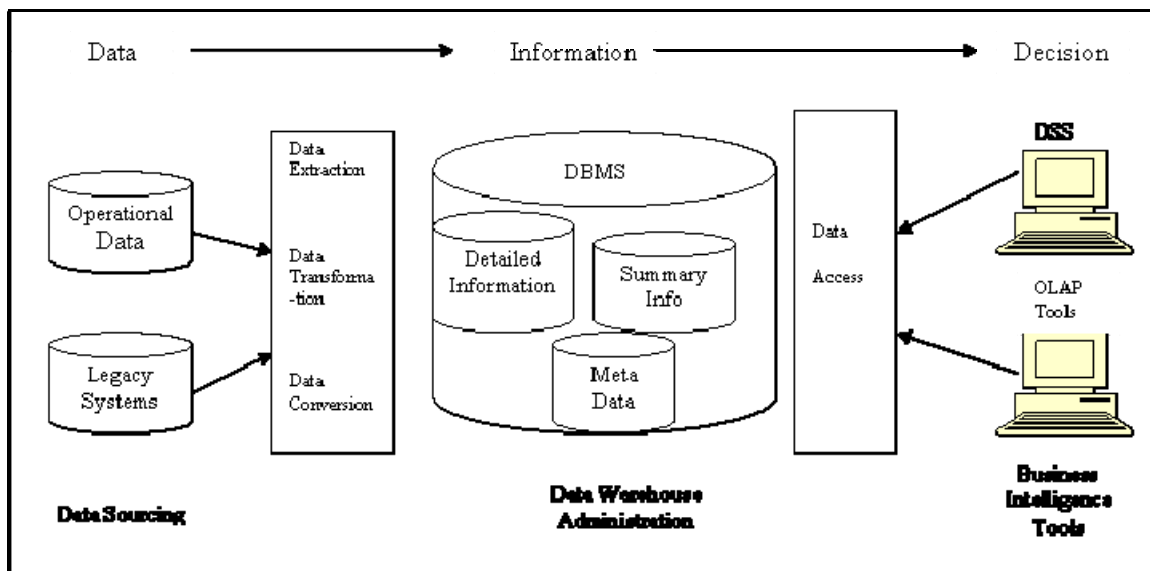 Data
Information
Decision
Operational
Data
Legacy
Systems
Data
Extraction
Data
Transforma
-tion
Data
Conversion
DBMS
Detailed
Information
Summary
Info
Meta
Data
Data
Access
DSS
OLAP
Tools
Data Sourcing
Data Warehouse
Administration
Business
Intelligence
Tools